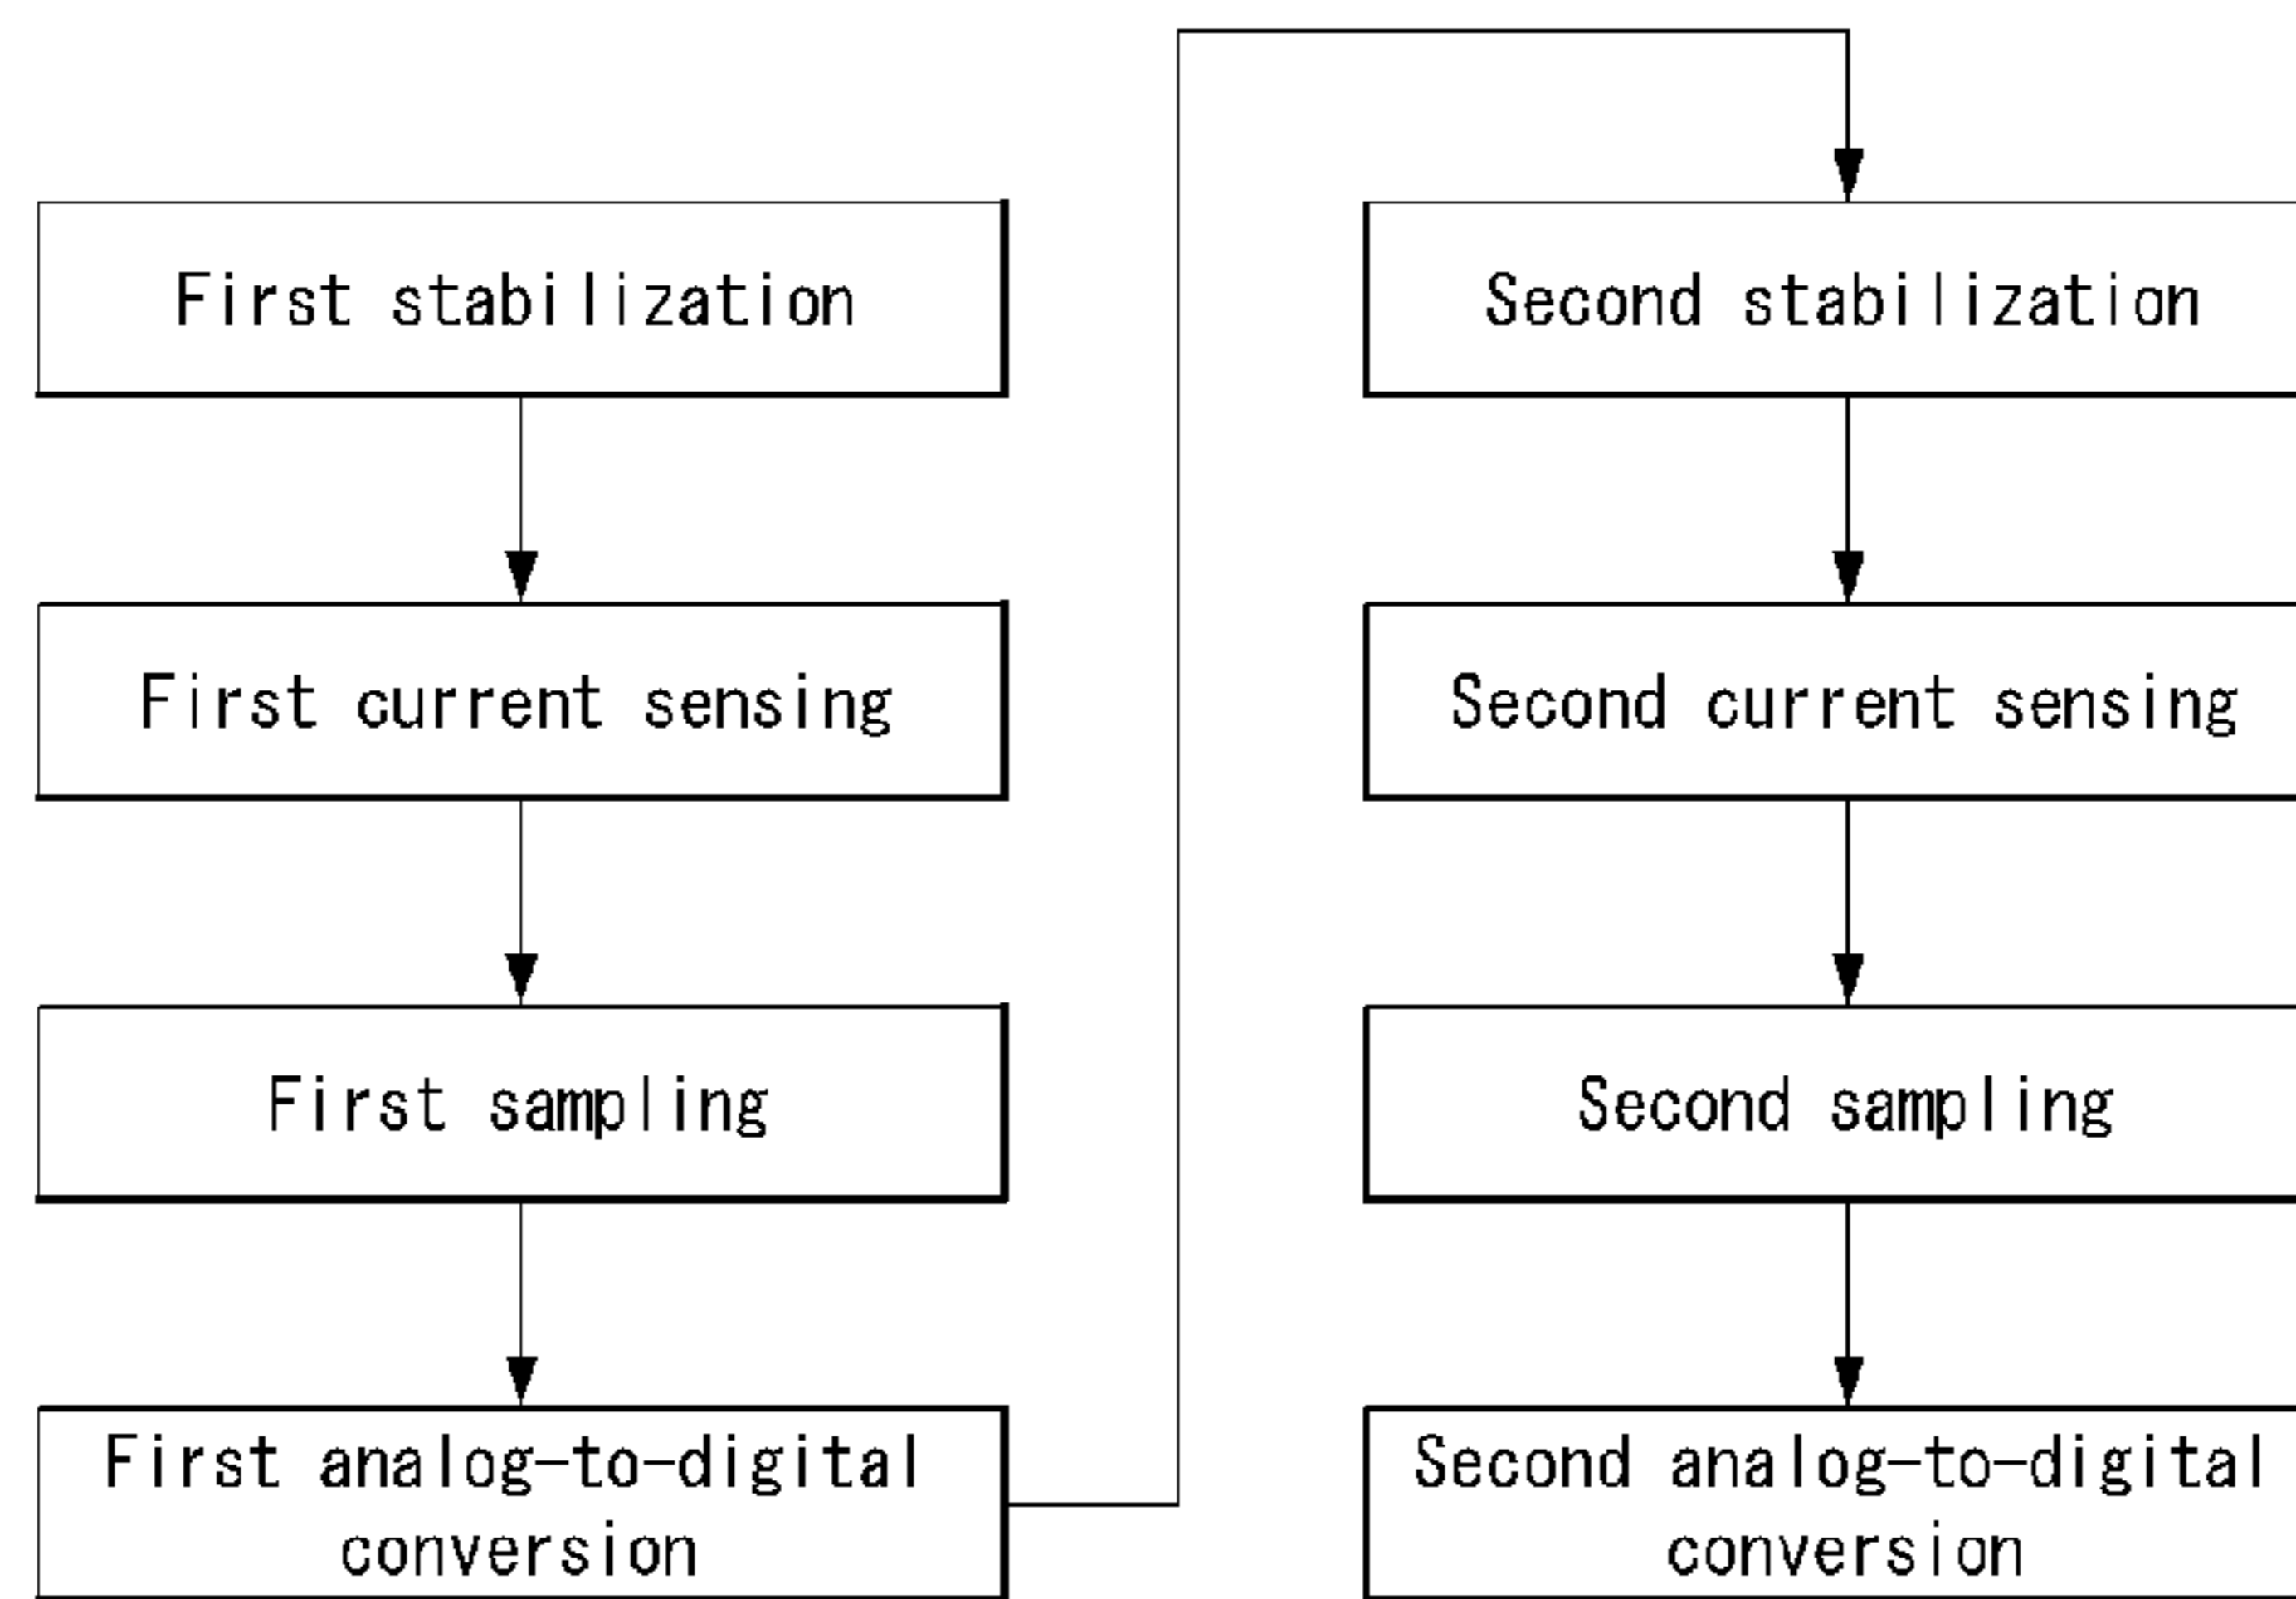 First stabilization
First current sensing
First sampling
First analog-to-digital
conversion
Second stabilization
Second current sensing
Second sampling
Second analog-to-digital
conversion